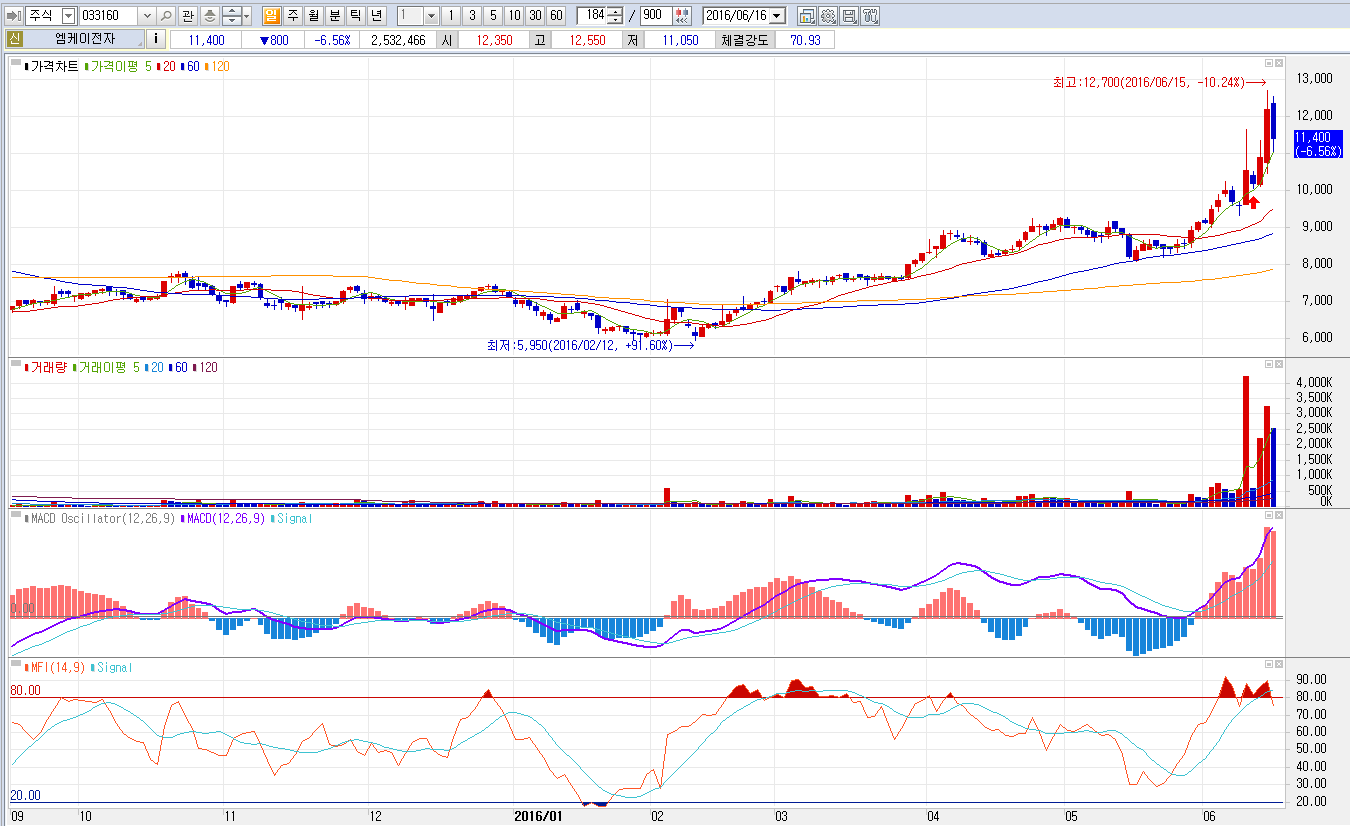 주식 033160 관 일 주 월 분 틱 년 1 1 3 5 10 30 60 184 / 900 2016/06/16
신 엠케이전자 i 11,400 ▼800 -6.56% 2,532,466 시 12,350 고 12,550 저 11,050 체결강도 70.93
가격차트 가격이평 5 20 60 120
최고:12,700(2016/06/15, -10.24%)→
13,000
12,000
11,400
(-6.56%)
10,000
9,000
8,000
7,000
6,000
최저:5,950(2016/02/12, +91.60%)→
거래량 거래이평 5 20 60 120
4,000K
3,500K
3,000K
2,500K
2,000K
1,500K
1,000K
500K
0K
MACD Oscillator(12,26,9) MACD(12,26,9) Signal
0.00
MFI(14,9) Signal
80.00
20.00
90.00
80.00
70.00
60.00
50.00
40.00
30.00
20.00
09 10 11 12 2016/01 02 03 04 05 06